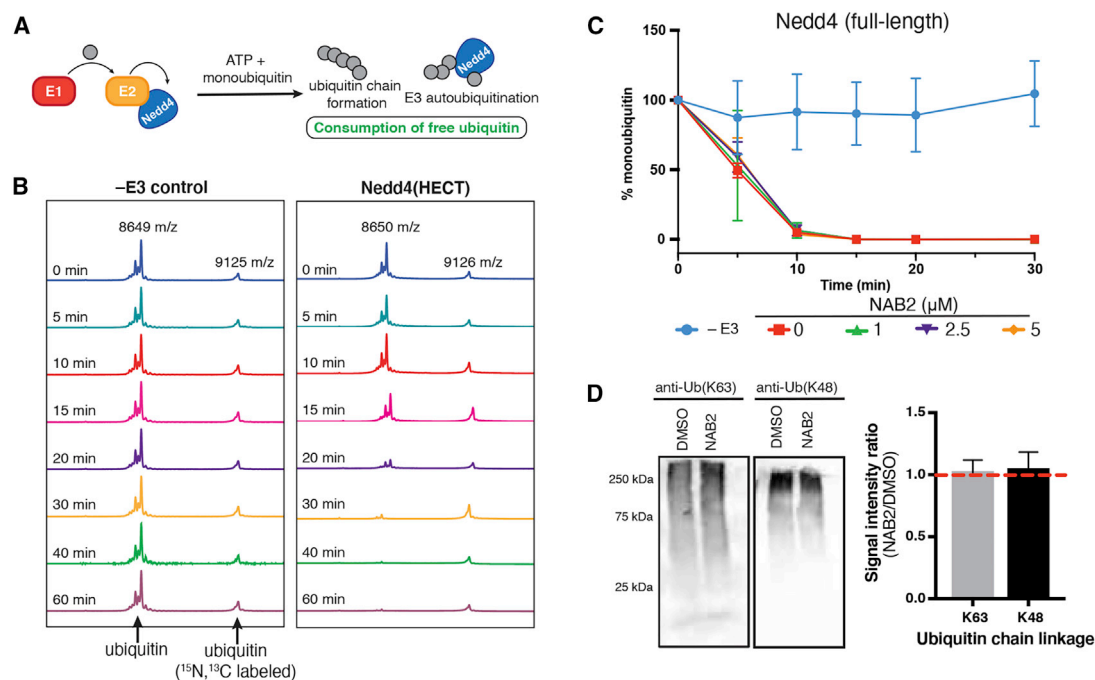 A
E1
E2
Nedd4
ATP +
monoubiquitin
ubiquitin chain
formation
Nedd4
E3 autoubiquitination
Consumption of free ubiquitin
B
–E3 control
8649 m/z
9125 m/z
0 min
5 min
10 min
15 min
20 min
30 min
40 min
60 min
ubiquitin
ubiquitin
(¹⁵N,¹³C labeled)
Nedd4(HECT)
8650 m/z
9126 m/z
0 min
5 min
10 min
15 min
20 min
30 min
40 min
60 min
C
Nedd4 (full-length)
% monoubiquitin
150
100
50
0
0 10 20 30
Time (min)
NAB2 (µM)
– E3 0 1 2.5 5
D
anti-Ub(K63) anti-Ub(K48)
DMSO NAB2 DMSO NAB2
250 kDa
75 kDa
25 kDa
Signal intensity ratio
(NAB2/DMSO)
1.5
1.0
0.5
0.0
K63 K48
Ubiquitin chain linkage